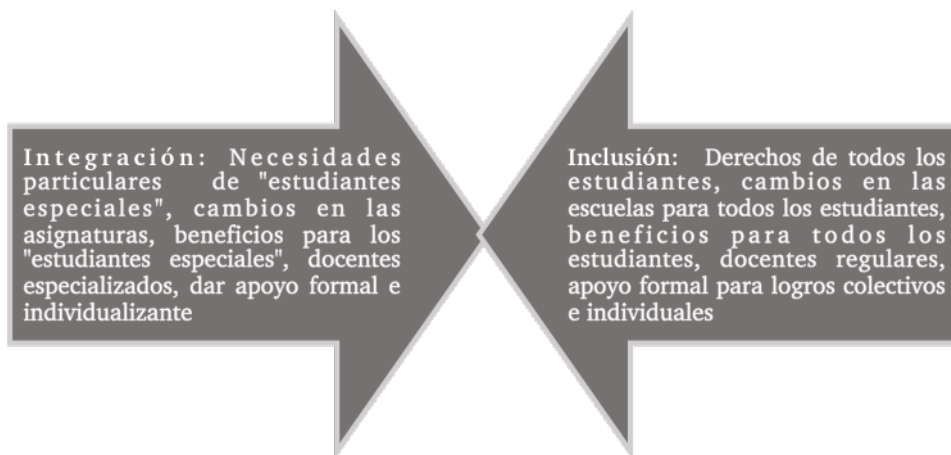 Integración: Necesidades
particulares de "estudiantes
especiales", cambios en las
asignaturas, beneficios para los
"estudiantes especiales", docentes
especializados, dar apoyo formal e
individualizante
Inclusión: Derechos de todos los
estudiantes, cambios en las
escuelas para todos los estudiantes,
beneficios para todos los
estudiantes, docentes regulares,
apoyo formal para logros colectivos
e individuales